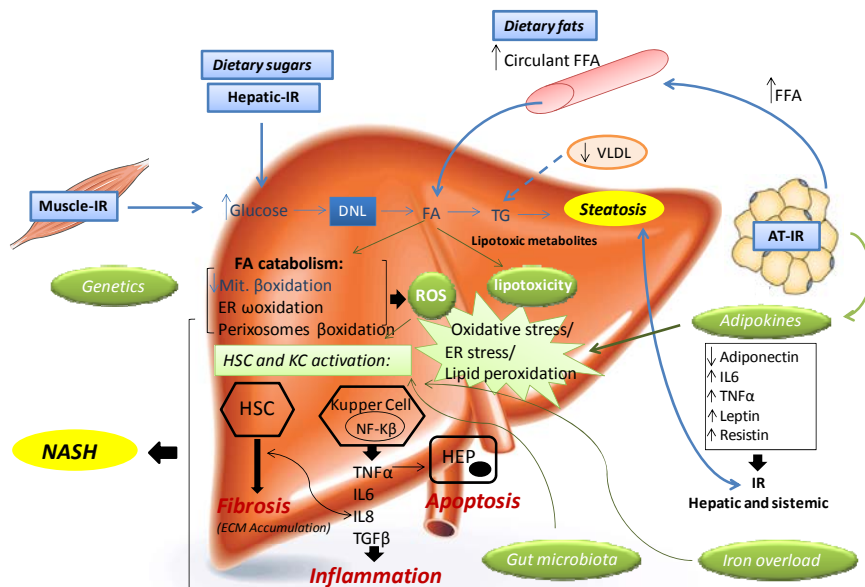 Dietary fats
↑ Circulant FFA
↑FFA
Dietary sugars
Hepatic-IR
↓ VLDL
Muscle-IR
↑Glucose
DNL
FA
TG
Steatosis
AT-IR
Lipotoxic metabolites
Genetics
FA catabolism:
↓Mit. βoxidation
ER ωoxidation
Perixosomes βoxidation
ROS
lipotoxicity
Oxidative stress/
ER stress/
Lipid peroxidation
Adipokines
↓ Adiponectin
↑ IL6
↑ TNFα
↑ Leptin
↑ Resistin
HSC and KC activation:
HSC
Kupper Cell
NF-Kβ
NASH
TNFα
IL6
IL8
TGFβ
HEP
Apoptosis
Fibrosis
(ECM Accumulation)
Inflammation
IR
Hepatic and sistemic
Gut microbiota
Iron overload